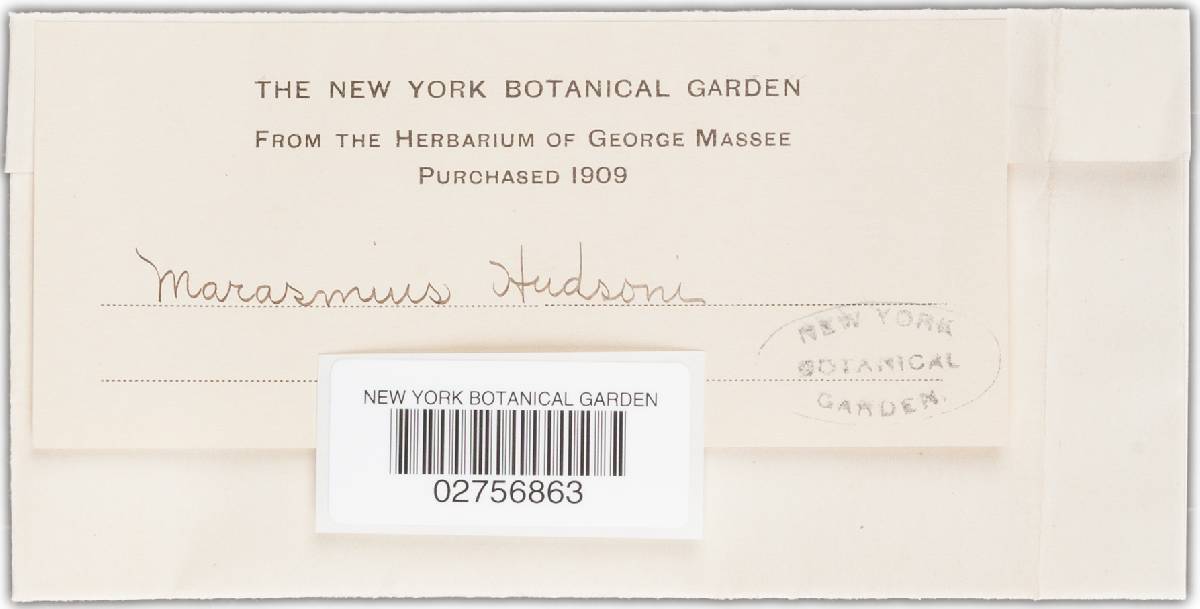 THE NEW YORK BOTANICAL GARDEN
FROM THE HERBARIUM OF GEORGE MASSEE
PURCHASED 1909
Marasmius Hudsoni
NEW YORK
BOTANICAL
GARDEN.
NEW YORK BOTANICAL GARDEN
02756863